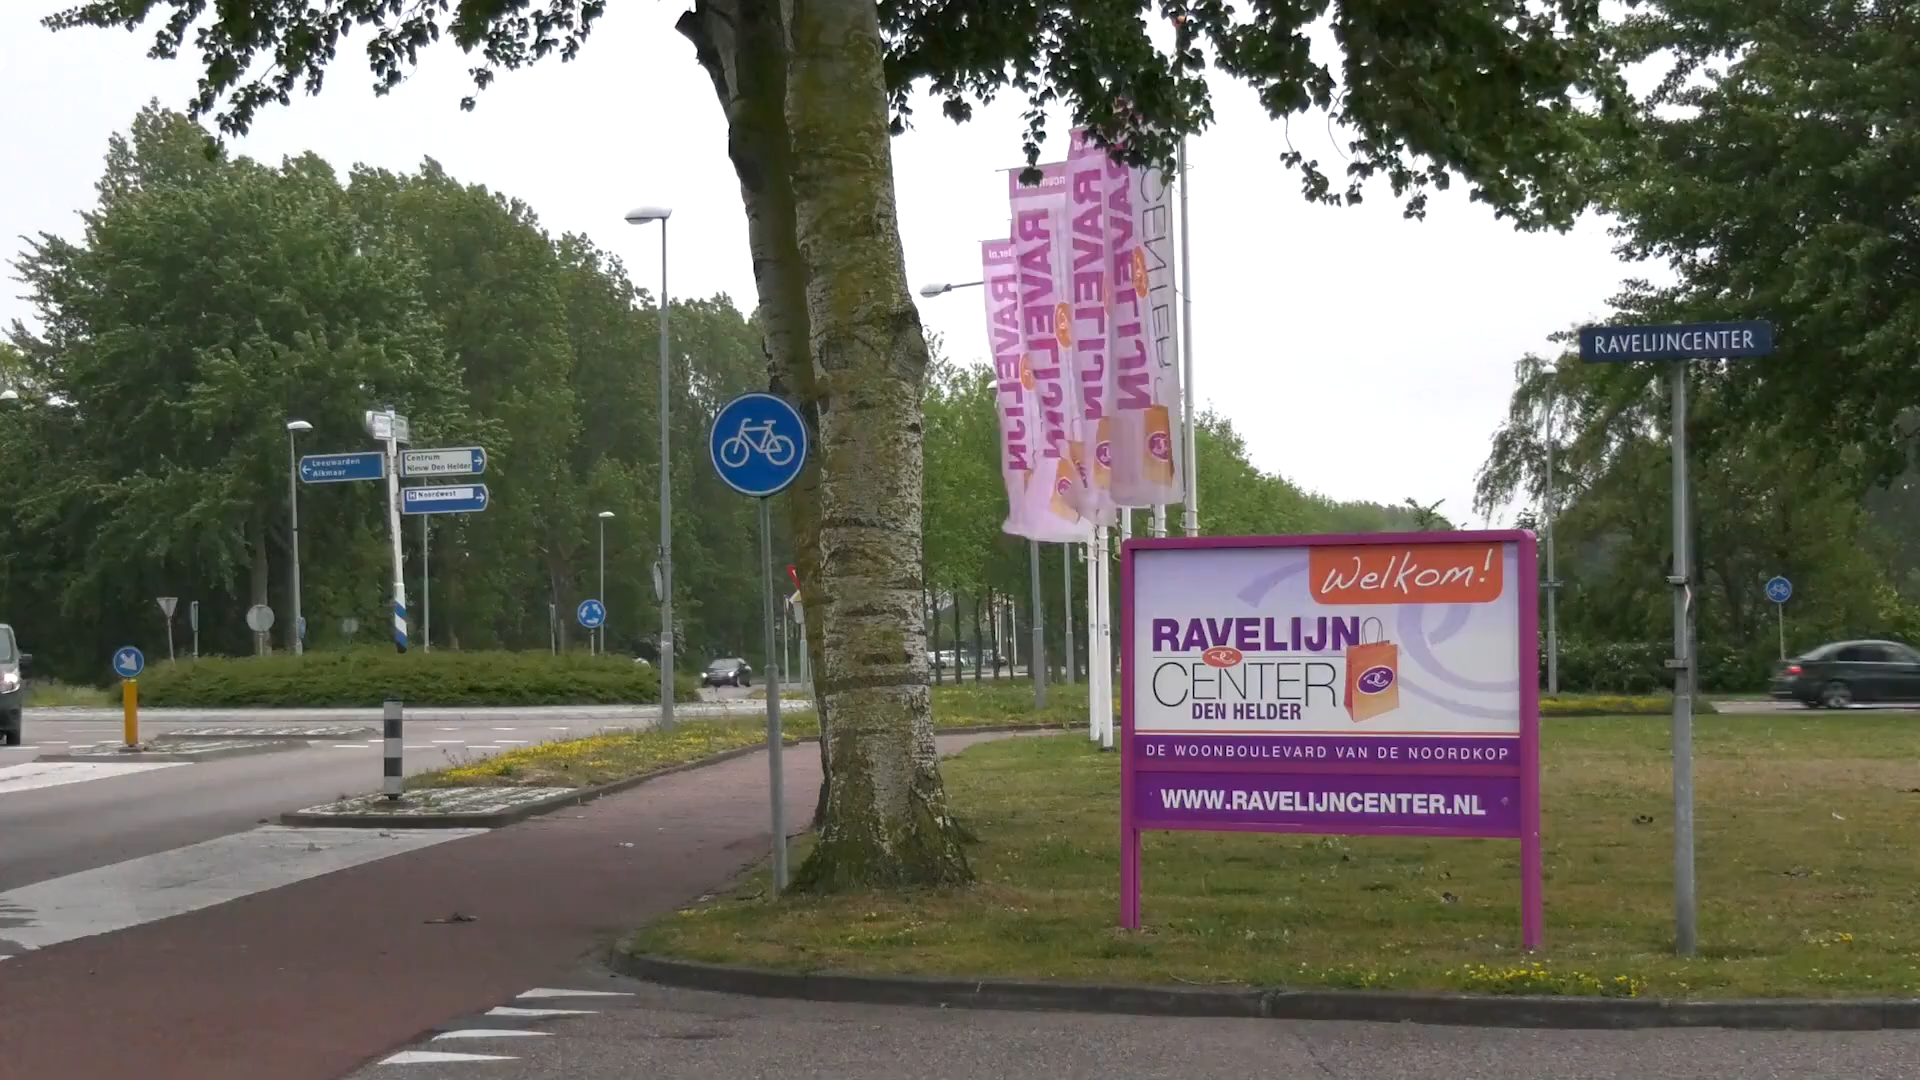 Leeuwarden
Alkmaar
Centrum
Nieuw Den Helder
H Noordwest
RAVELIJN
RAVELIJN
RAVELIJN
RAVELIJN
CENTER
RAVELIJNCENTER
Welkom!
RAVELIJN
CENTER
DEN HELDER
DE WOONBOULEVARD VAN DE NOORDKOP
WWW.RAVELIJNCENTER.NL